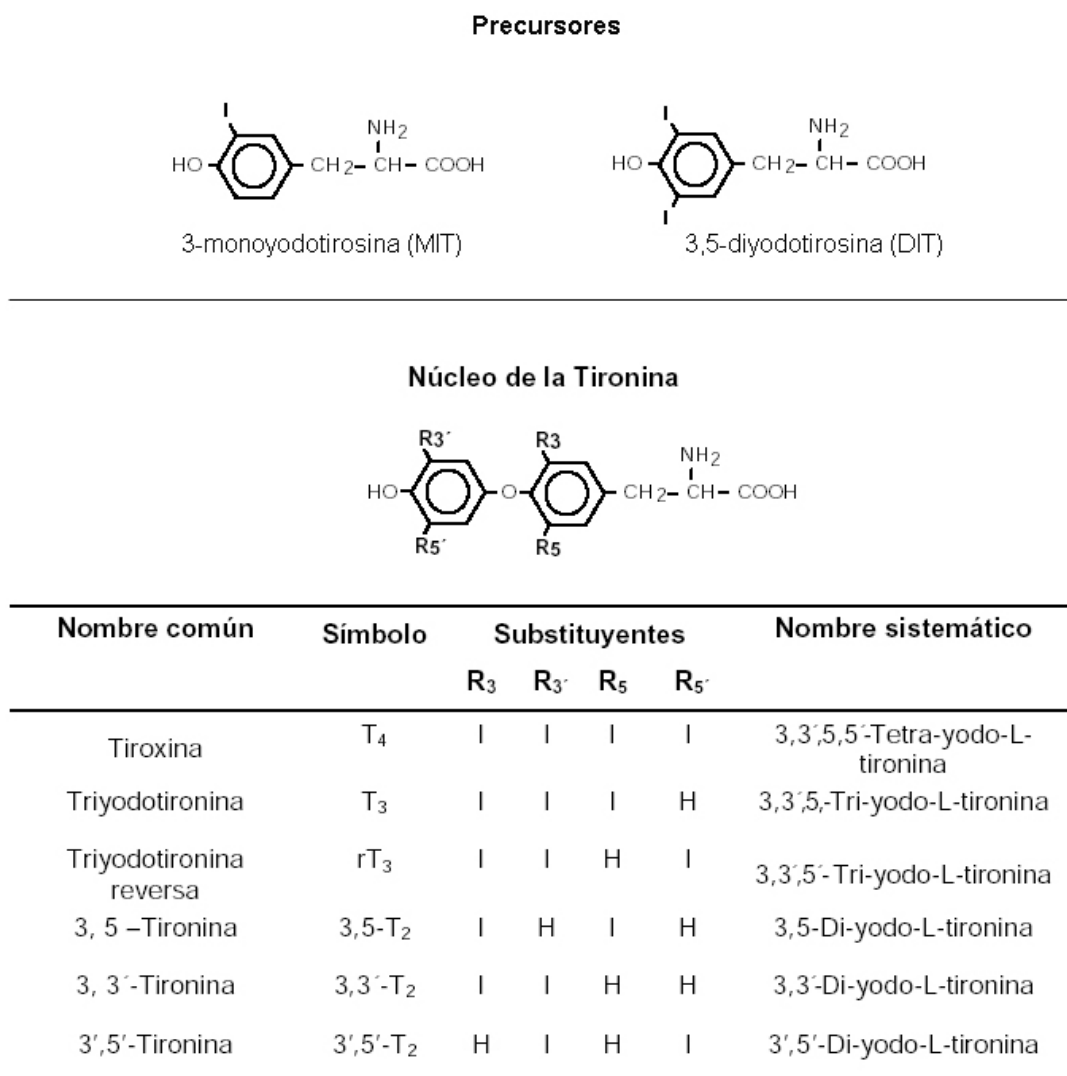 Precursores
I
NH2
HO CH2– CH– COOH
3-monoyodotirosina (MIT)
I
NH2
HO CH2– CH– COOH
I
3,5-diyodotirosina (DIT)
Núcleo de la Tironina
R3´ R3
NH2
HO O CH2– CH– COOH
R5´ R5
Nombre común Símbolo Substituyentes Nombre sistemático
R3 R3´ R5 R5´
Tiroxina T4 I I I I 3,3´,5,5´-Tetra-yodo-L-
tironina
Triyodotironina T3 I I I H 3,3´,5,-Tri-yodo-L-tironina
Triyodotironina
reversa rT3 I I H I 3,3´,5´- Tri-yodo-L-tironina
3, 5 –Tironina 3,5-T2 I H I H 3,5-Di-yodo-L-tironina
3, 3´-Tironina 3,3´-T2 I I H H 3,3´-Di-yodo-L-tironina
3',5'-Tironina 3',5'-T2 H I H I 3',5'-Di-yodo-L-tironina